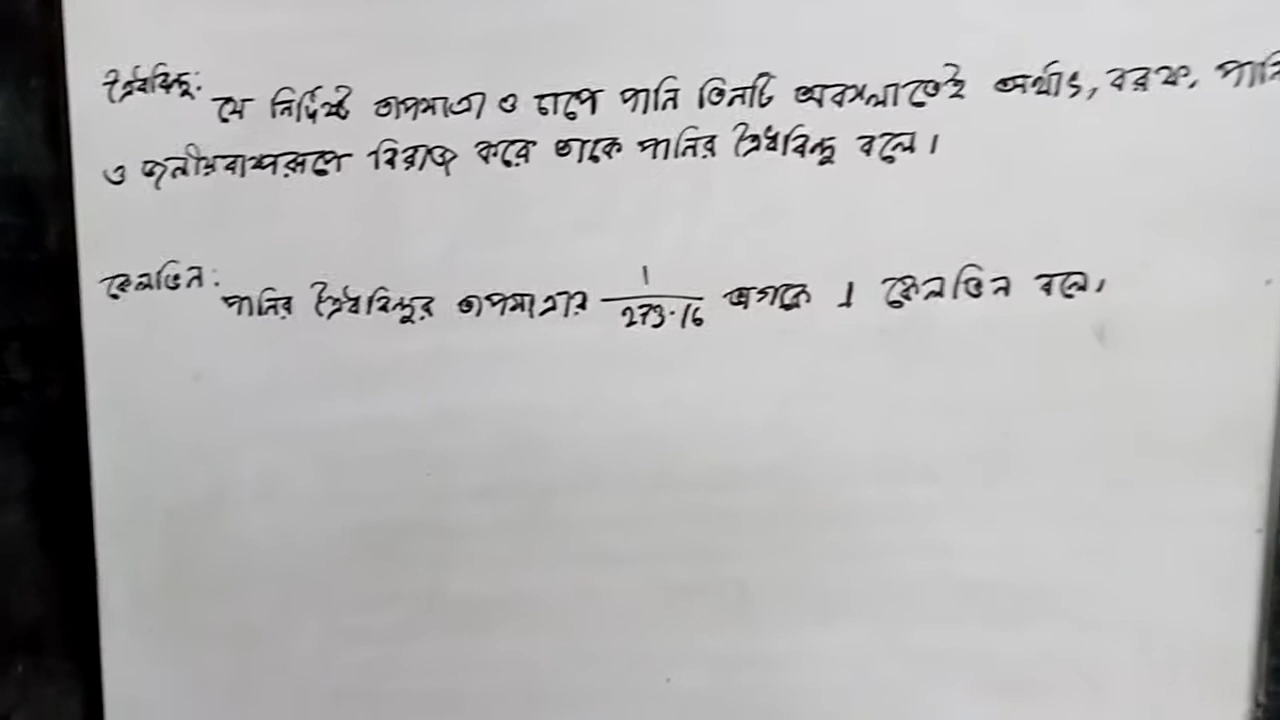 ত্রৈধবিন্দু:
যে নির্দিষ্ট তাপমাত্রা ও চাপে পানি তিনটি অবস্থাতেই অর্থাৎ, বরফ, পানি
ও জলীয়বাষ্পরূপে বিরাজ করে তাকে পানির ত্রৈধবিন্দু বলে।
কেলভিন:
পানির ত্রৈধবিন্দুর তাপমাত্রার 1/273.16 ভাগকে 1 কেলভিন বলে।